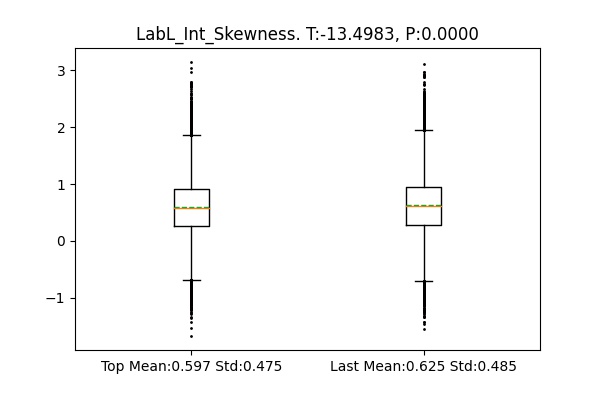 LabL_Int_Skewness. T:-13.4983, P:0.0000
3
2
1
0
−1
Top Mean:0.597 Std:0.475 Last Mean:0.625 Std:0.485